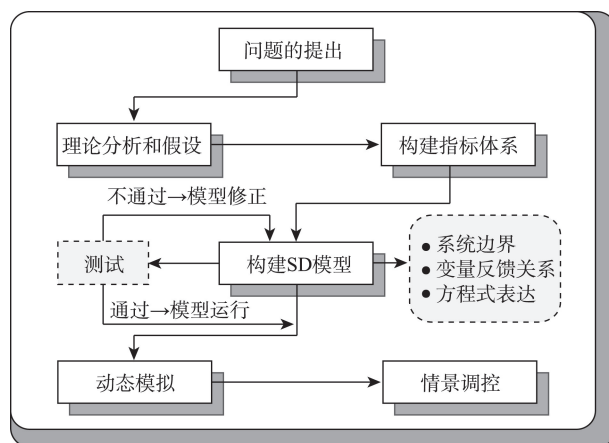 问题的提出
理论分析和假设
构建指标体系
不通过→模型修正
测试
构建SD模型
● 系统边界
● 变量反馈关系
● 方程式表达
通过→模型运行
动态模拟
情景调控